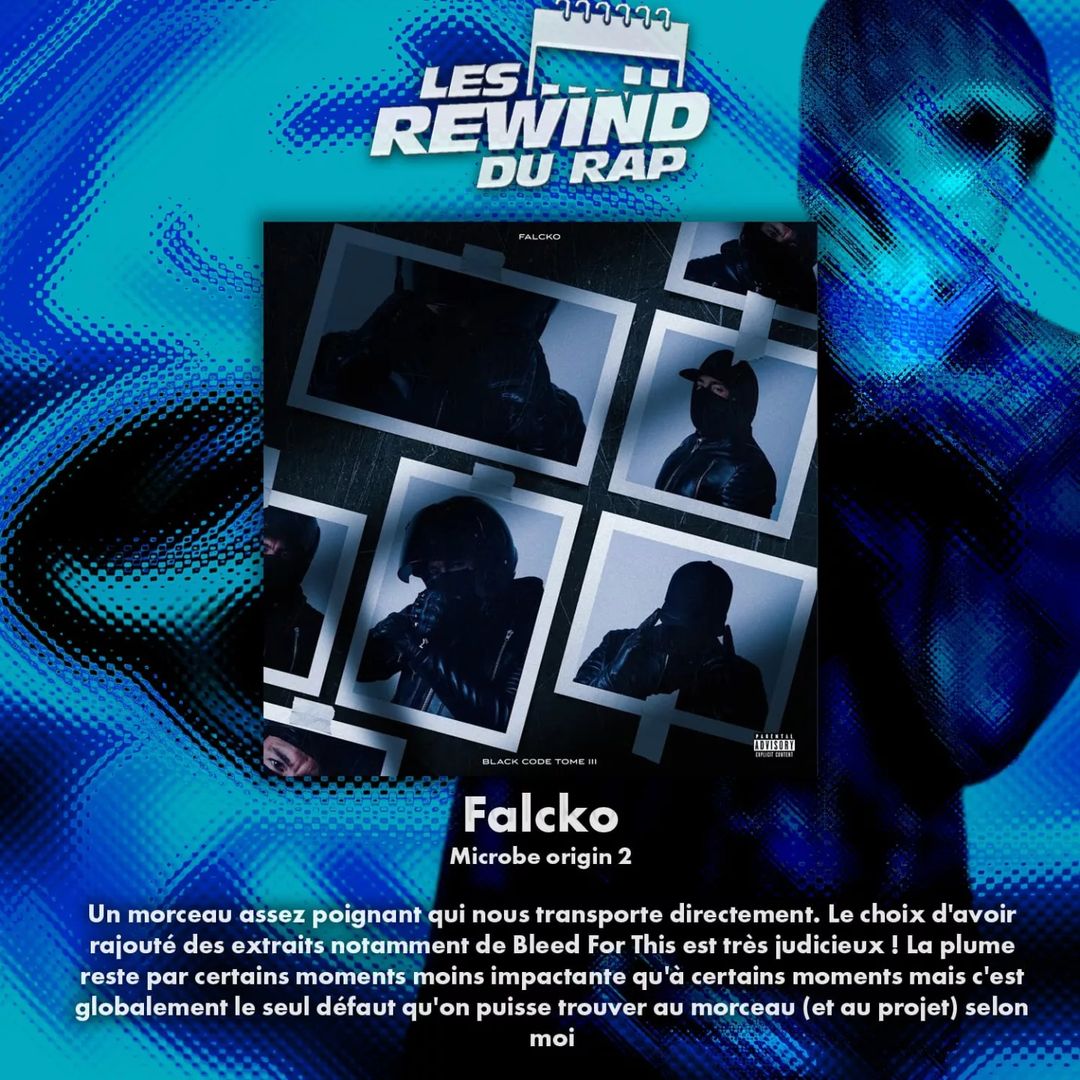 LES
REWIND
DU RAP
FALCKO
PARENTAL
ADVISORY
EXPLICIT CONTENT
BLACK CODE TOME III
Falcko
Microbe origin 2
Un morceau assez poignant qui nous transporte directement. Le choix d'avoir
rajouté des extraits notamment de Bleed For This est très judicieux ! La plume
reste par certains moments moins impactante qu'à certains moments mais c'est
globalement le seul défaut qu'on puisse trouver au morceau (et au projet) selon
moi